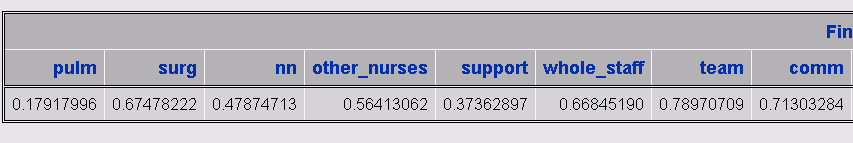 Fin
pulm surg nn other_nurses support whole_staff team comm
0.17917996 0.67478222 0.47874713 0.56413062 0.37362897 0.66845190 0.78970709 0.71303284